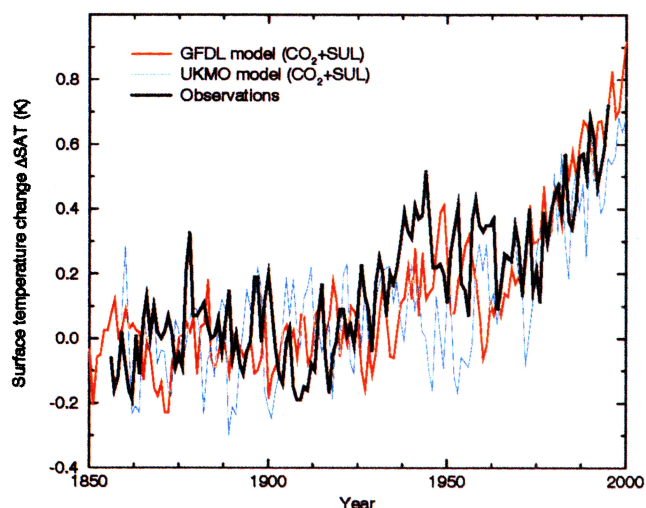 GFDL model (CO₂+SUL)
UKMO model (CO₂+SUL)
Observations
Surface temperature change ΔSAT (K)
0.8
0.6
0.4
0.2
0.0
-0.2
-0.4
1850
1900
1950
2000
Year